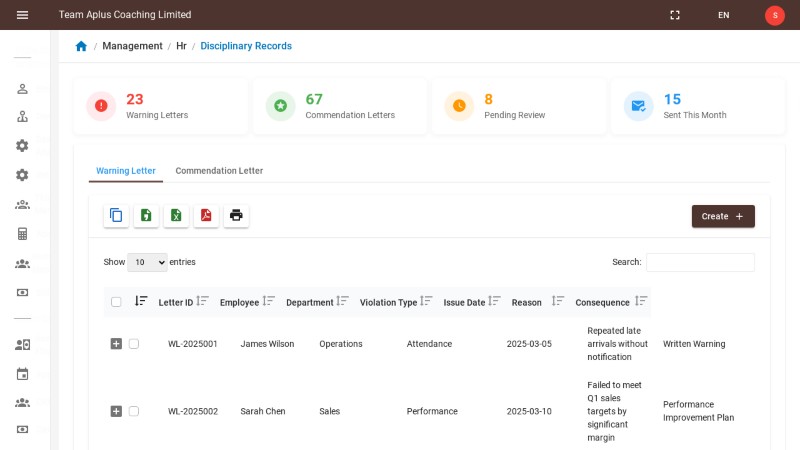 Team Aplus Coaching Limited
EN
S
/ Management / Hr / Disciplinary Records
23
Warning Letters
67
Commendation Letters
8
Pending Review
15
Sent This Month
Warning Letter
Commendation Letter
Create +
Show 10 entries
Search:
Letter ID Employee Department Violation Type Issue Date Reason Consequence
WL-2025001 James Wilson Operations Attendance 2025-03-05
Repeated late
arrivals without
notification
Written Warning
WL-2025002 Sarah Chen Sales Performance 2025-03-10
Failed to meet
Q1 sales
targets by
significant
margin
Performance
Improvement Plan